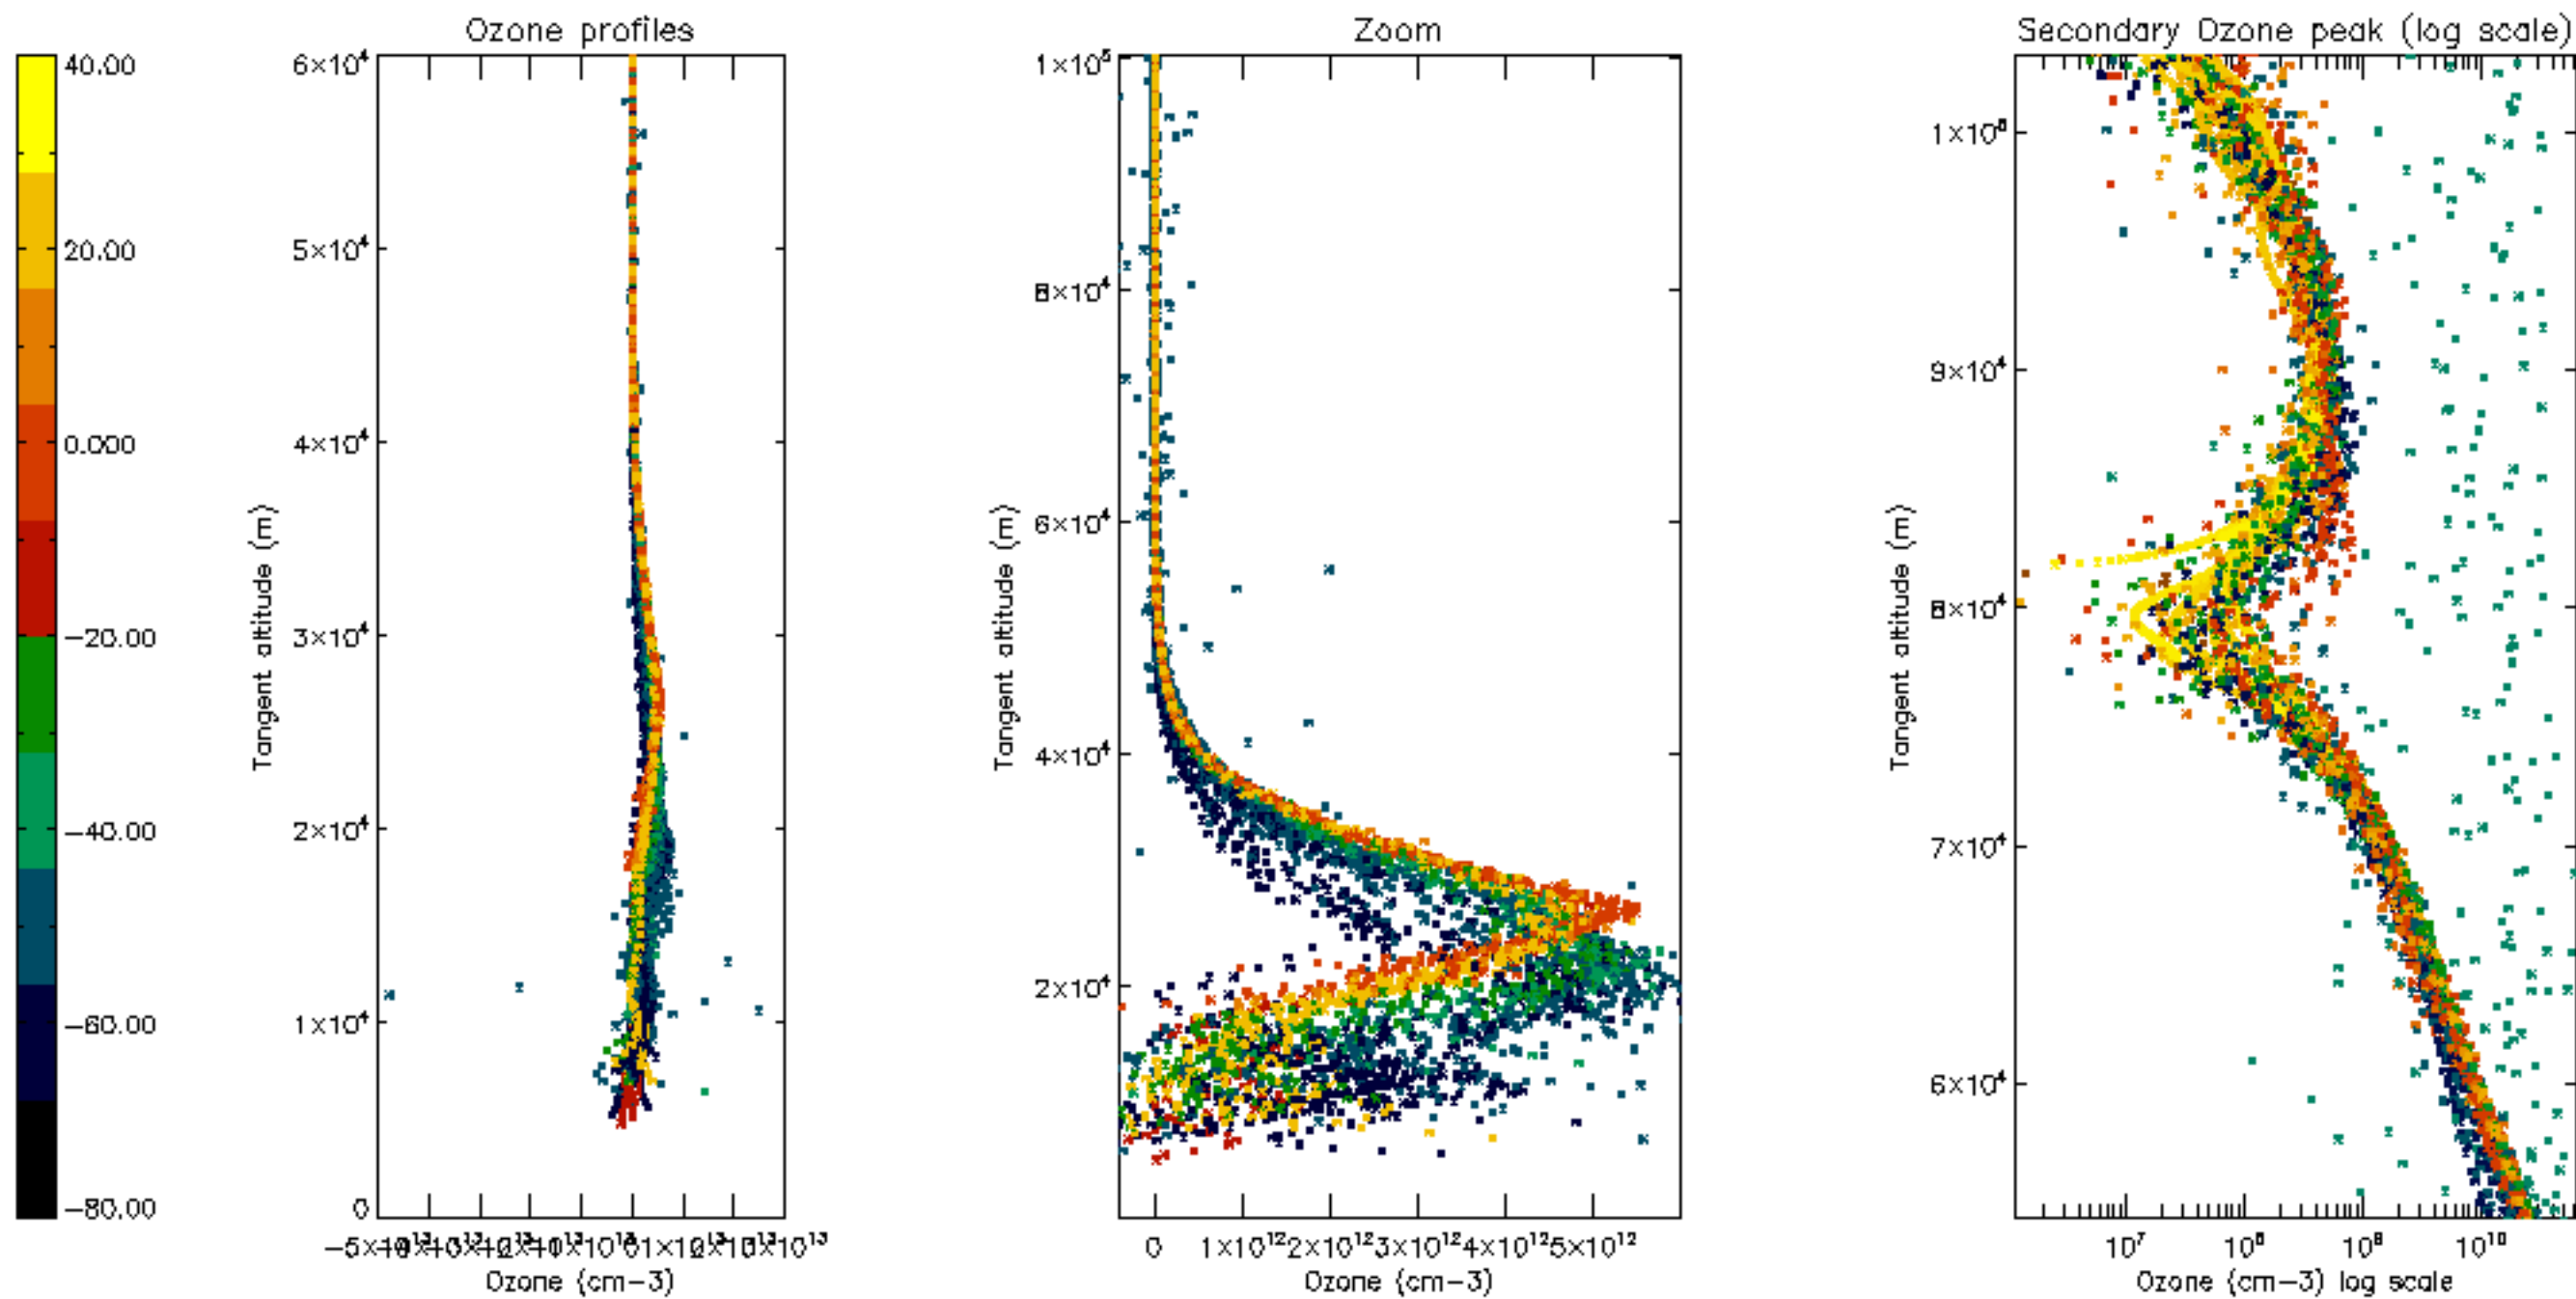 Ozone profiles
Zoom
Secondary Ozone peak (log scale)
40.00
20.00
0.000
−20.00
−40.00
−60.00
−80.00
6×10⁴
5×10⁴
4×10⁴
3×10⁴
2×10⁴
1×10⁴
0
Tangent altitude (m)
Ozone (cm−3)
1×10⁵
8×10⁴
6×10⁴
4×10⁴
2×10⁴
Tangent altitude (m)
0 1×10¹² 2×10¹² 3×10¹² 4×10¹² 5×10¹²
Ozone (cm−3)
9×10⁴
8×10⁴
7×10⁴
6×10⁴
Tangent altitude (m)
10⁷ 10⁸ 10⁹ 10¹⁰
Ozone (cm−3) log scale